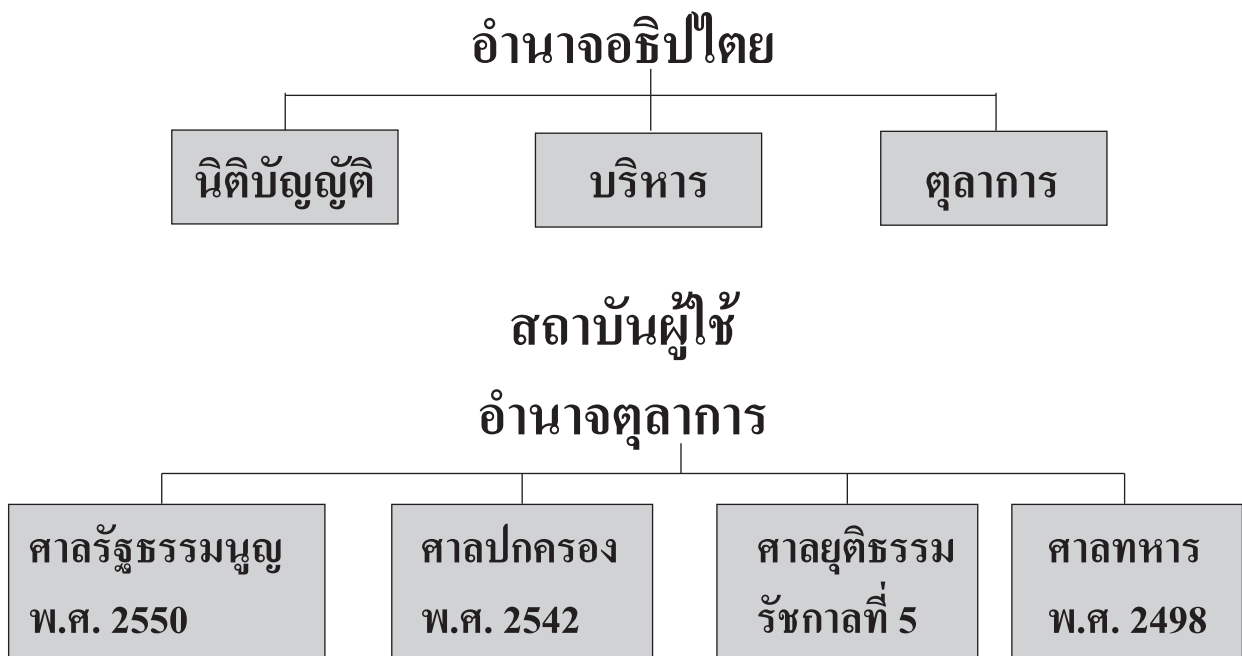 อำนาจอธิปไตย
นิติบัญญัติ
บริหาร
ตุลาการ
สถาบันผู้ใช้
อำนาจตุลาการ
ศาลรัฐธรรมนูญ
พ.ศ. 2550
ศาลปกครอง
พ.ศ. 2542
ศาลยุติธรรม
รัชกาลที่ 5
ศาลทหาร
พ.ศ. 2498